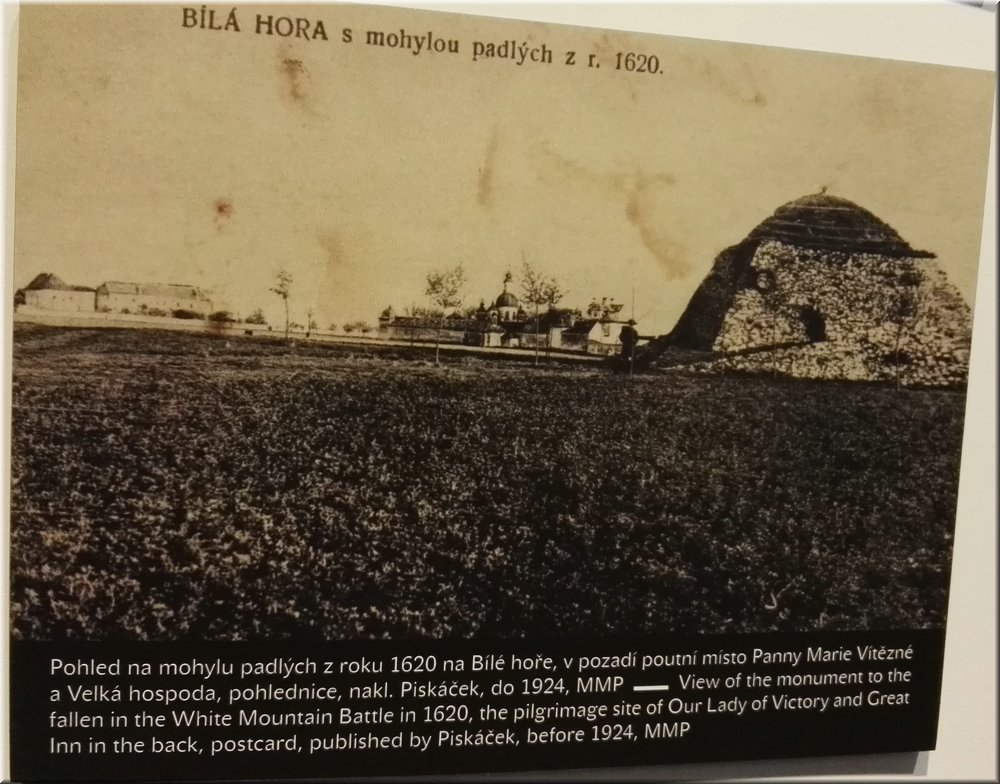 BÍLÁ HORA s mohylou padlých z r. 1620.
Pohled na mohylu padlých z roku 1620 na Bílé hoře, v pozadí poutní místo Panny Marie Vítězné
a Velká hospoda, pohlednice, nakl. Piskáček, do 1924, MMP — View of the monument to the
fallen in the White Mountain Battle in 1620, the pilgrimage site of Our Lady of Victory and Great
Inn in the back, postcard, published by Piskáček, before 1924, MMP